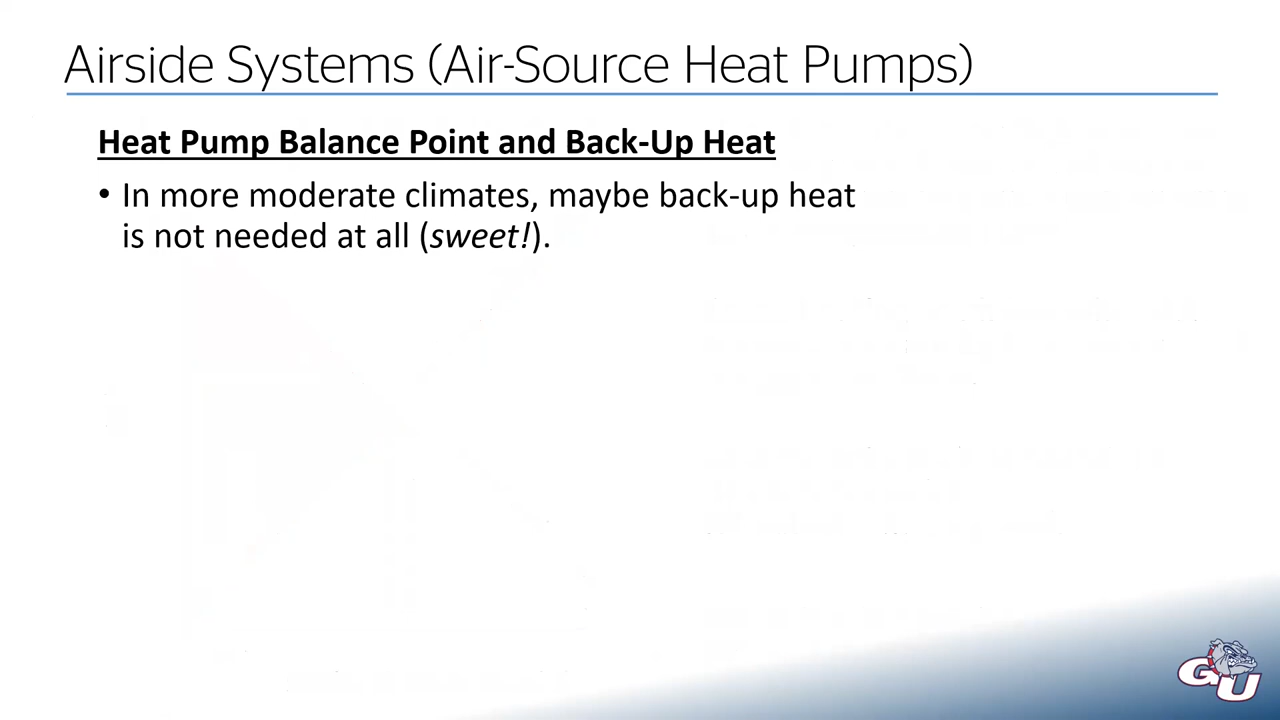 Airside Systems (Air-Source Heat Pumps)
Heat Pump Balance Point and Back-Up Heat
• In more moderate climates, maybe back-up heat
is not needed at all (sweet!).
GU